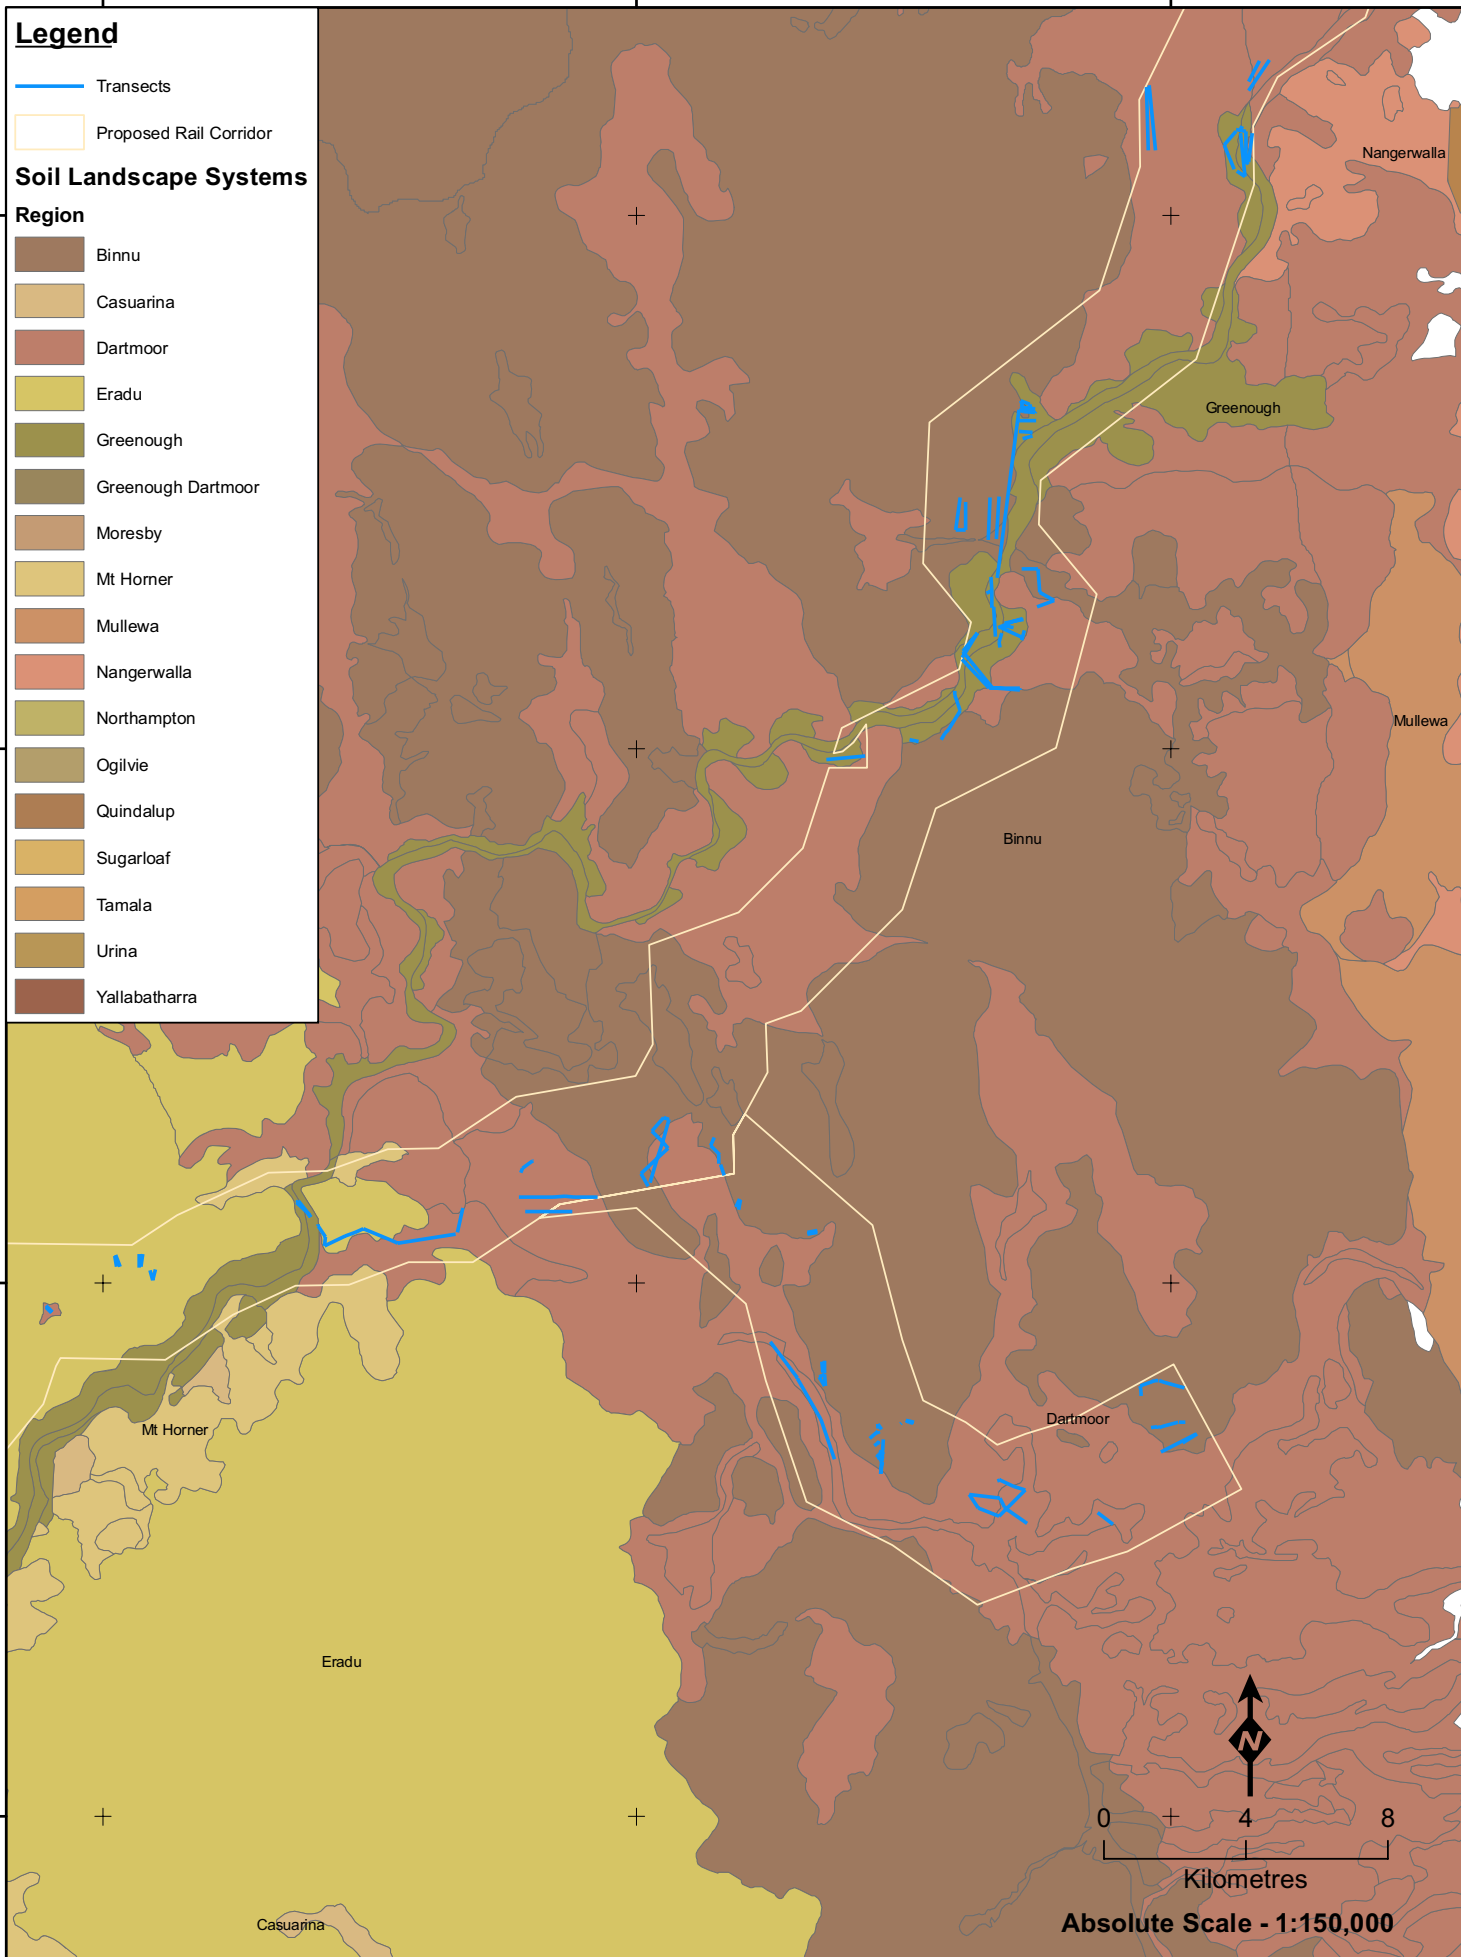 Legend
Transects
Proposed Rail Corridor
Soil Landscape Systems
Region
Binnu
Casuarina
Dartmoor
Eradu
Greenough
Greenough Dartmoor
Moresby
Mt Horner
Mullewa
Nangerwalla
Northampton
Ogilvie
Quindalup
Sugarloaf
Tamala
Urina
Yallabatharra
Nangerwalla
Greenough
Mullewa
Binnu
Dartmoor
Mt Horner
Eradu
Casuarina
N
0 4 8
Kilometres
Absolute Scale - 1:150,000